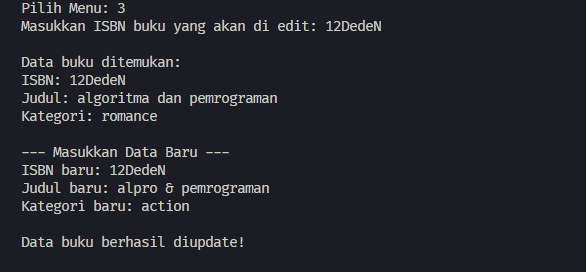 Pilih Menu: 3
Masukkan ISBN buku yang akan di edit: 12DedeN
Data buku ditemukan:
ISBN: 12DedeN
Judul: algoritma dan pemrograman
Kategori: romance
--- Masukkan Data Baru ---
ISBN baru: 12DedeN
Judul baru: alpro & pemrograman
Kategori baru: action
Data buku berhasil diupdate!